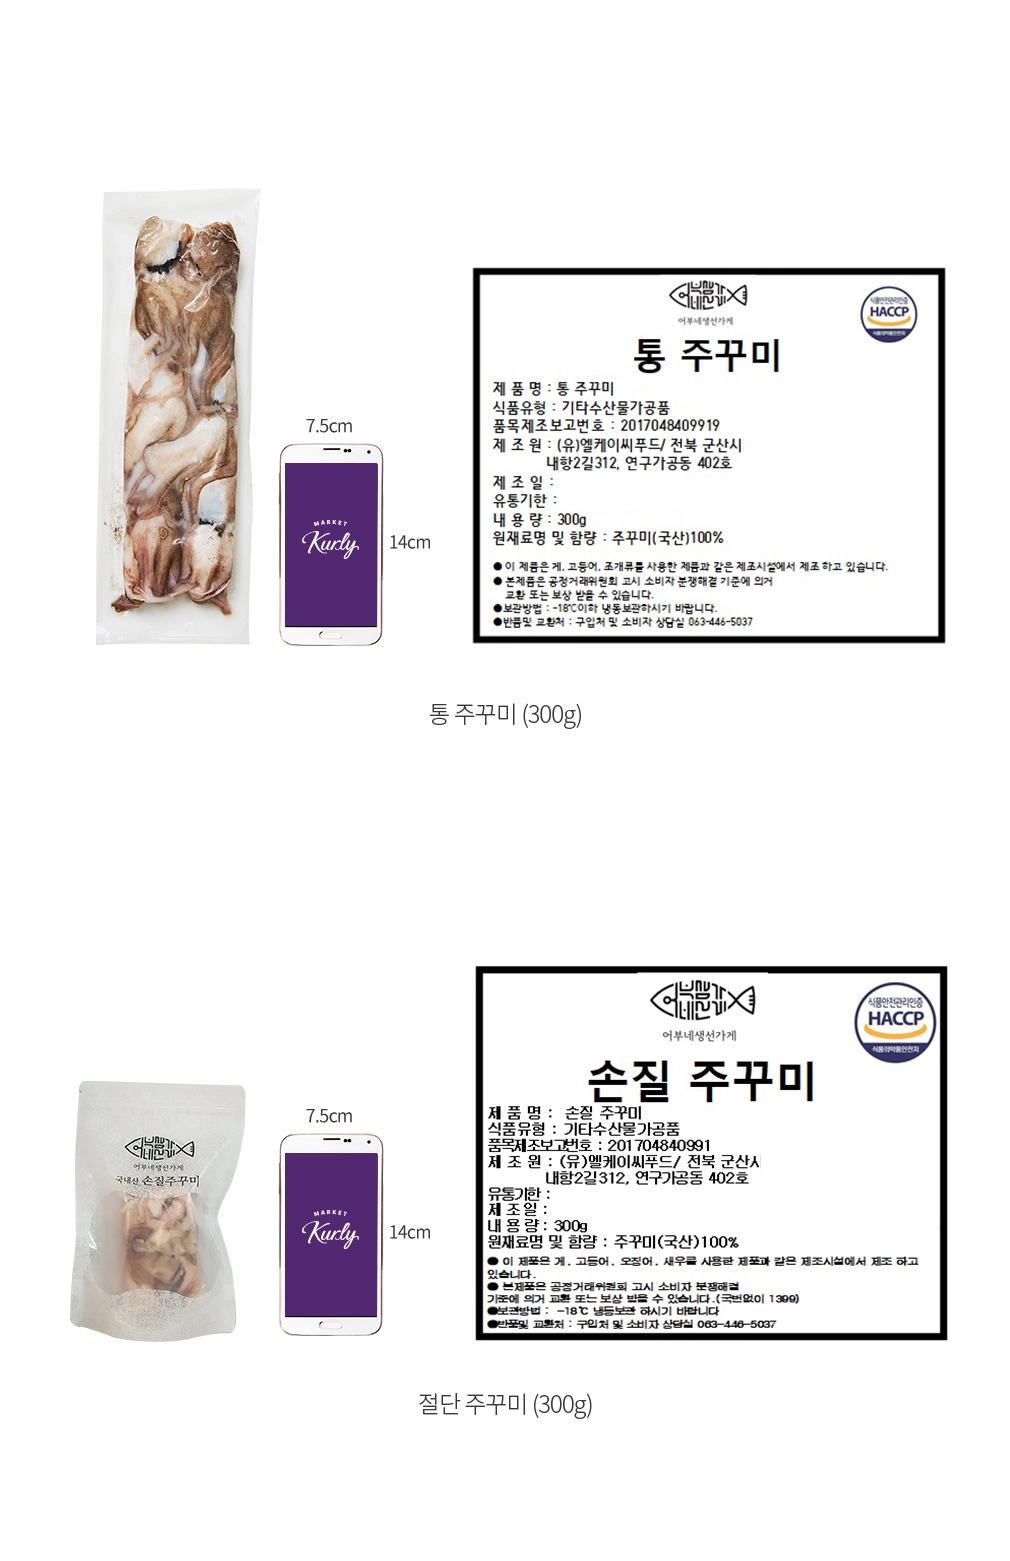 어부네생선가게
식품안전관리인증
HACCP
식품의약품안전처
통 주꾸미
제 품 명 : 통 주꾸미
식품유형 : 기타수산물가공품
품목제조보고번호 : 2017048409919
제 조 원 : (유)엘케이씨푸드/ 전북 군산시
내항2길312, 연구가공동 402호
제 조 일 :
유통기한 :
내 용 량 : 300g
원재료명 및 함량 : 주꾸미(국산)100%
● 이 제품은 게, 고등어, 조개류를 사용한 제품과 같은 제조시설에서 제조 하고 있습니다.
● 본제품은 공정거래위원회 고시 소비자 분쟁해결 기준에 의거
교환 또는 보상 받을 수 있습니다.
●보관방법 : -18℃이하 냉동보관하시기 바랍니다.
●반품및 교환처 : 구입처 및 소비자 상담실 063-446-5037
7.5cm
MARKET
Kurly
14cm
통 주꾸미 (300g)
어부네생선가게
식품안전관리인증
HACCP
식품의약품안전처
손질 주꾸미
제 품 명 : 손질 주꾸미
식품유형 : 기타수산물가공품
품목제조보고번호 : 201704840991
제 조 원 : (유)엘케이씨푸드/ 전북 군산시
내항2길312, 연구가공동 402호
유통기한 :
제 조 일 :
내 용 량 : 300g
원재료명 및 함량 : 주꾸미(국산)100%
● 이 제품은 게, 고등어, 오징어, 새우를 사용한 제품과 같은 제조시설에서 제조 하고
있습니다.
● 본제품은 공정거래위원회 고시 소비자 분쟁해결
기준에 의거 교환 또는 보상 받을 수 있습니다.(국번없이 1399)
●보관방법 : -18℃ 냉동보관 하시기 바랍니다
●반품및 교환처 : 구입처 및 소비자 상담실 063-446-5037
어부네생선가게
국내산 손질주꾸미
7.5cm
MARKET
Kurly
14cm
절단 주꾸미 (300g)